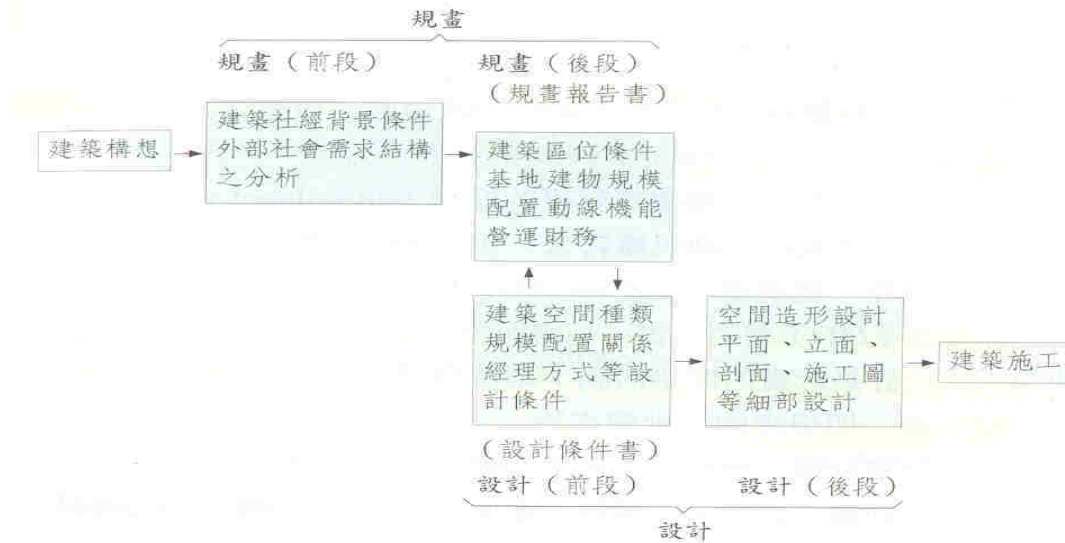 規畫
規畫（前段）
規畫（後段）
（規畫報告書）
建築構想
建築社經背景條件
外部社會需求結構
之分析
建築區位條件
基地建物規模
配置動線機能
營運財務
建築空間種類
規模配置關係
經理方式等設
計條件
空間造形設計
平面、立面、
剖面、施工圖
等細部設計
建築施工
（設計條件書）
設計（前段）
設計（後段）
設計